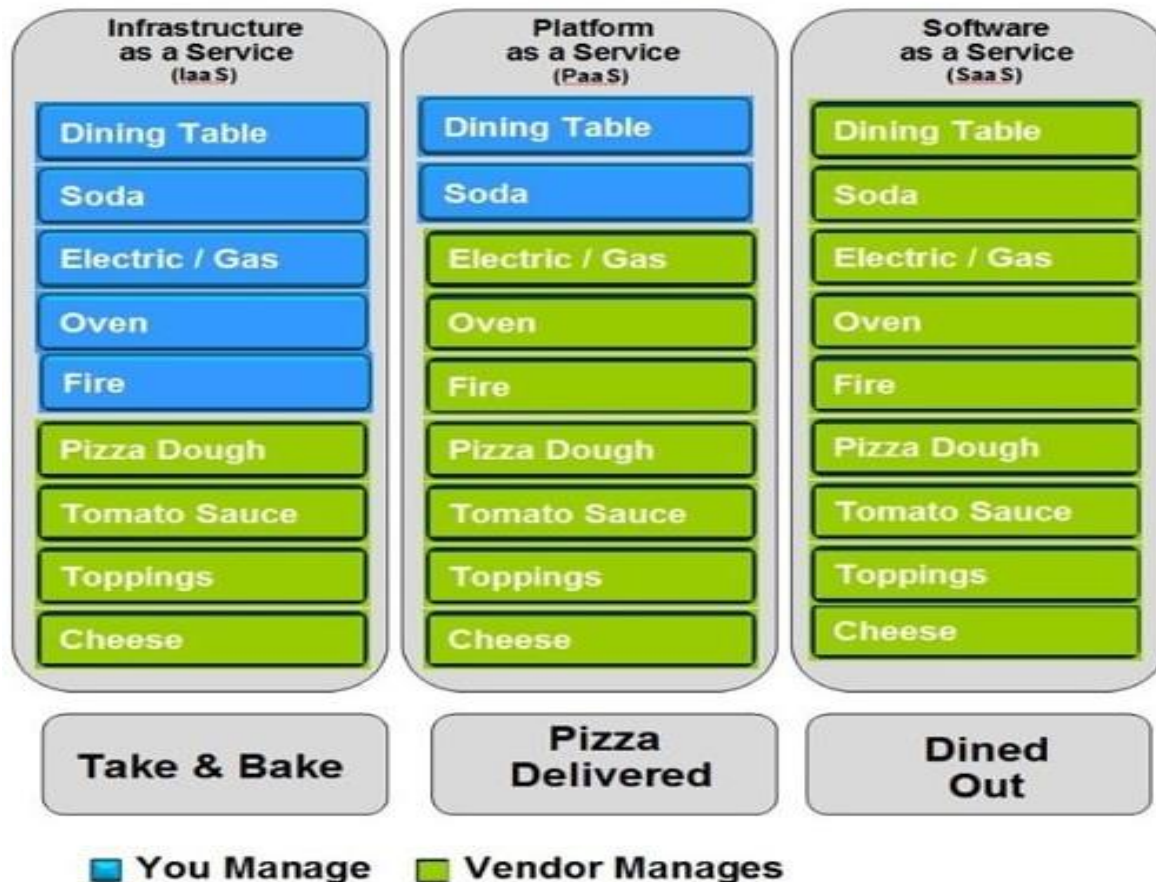 Infrastructure
as a Service
(IaaS)
Dining Table
Soda
Electric / Gas
Oven
Fire
Pizza Dough
Tomato Sauce
Toppings
Cheese
Take & Bake
Platform
as a Service
(PaaS)
Dining Table
Soda
Electric / Gas
Oven
Fire
Pizza Dough
Tomato Sauce
Toppings
Cheese
Pizza
Delivered
Software
as a Service
(SaaS)
Dining Table
Soda
Electric / Gas
Oven
Fire
Pizza Dough
Tomato Sauce
Toppings
Cheese
Dined
Out
You Manage
Vendor Manages